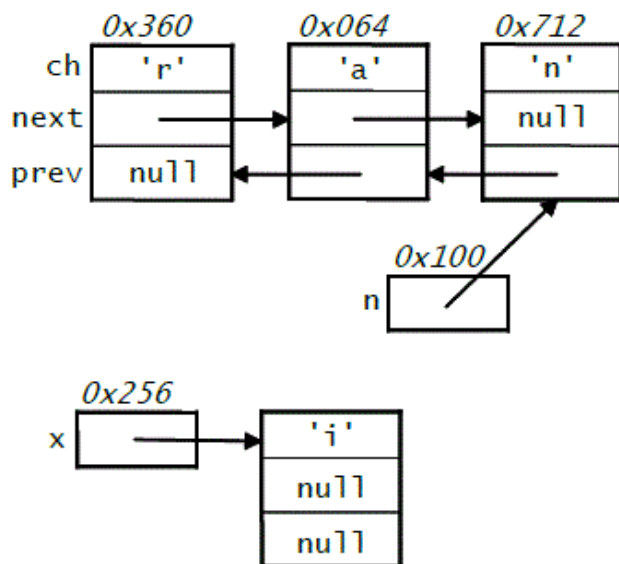 0x360 0x064 0x712
ch 'r' 'a' 'n'
next null
prev null
0x100
n
0x256
x 'i'
null
null